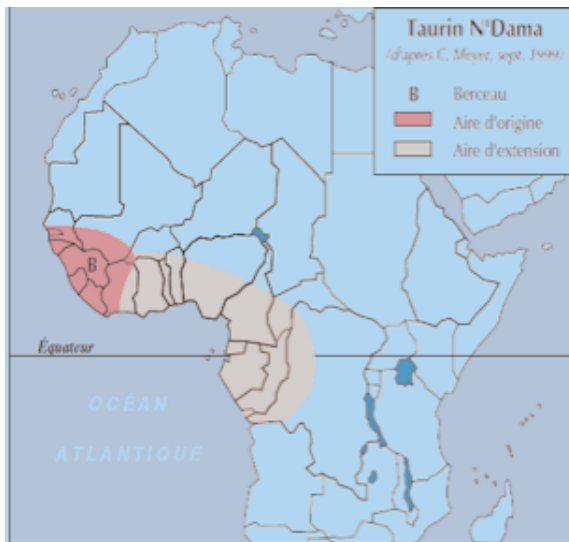 Taurin N'Dama
(d'après C. Meyer, sept. 1999)
B Berceau
Aire d'origine
Aire d'extension
B
Équateur
OCÉAN
ATLANTIQUE